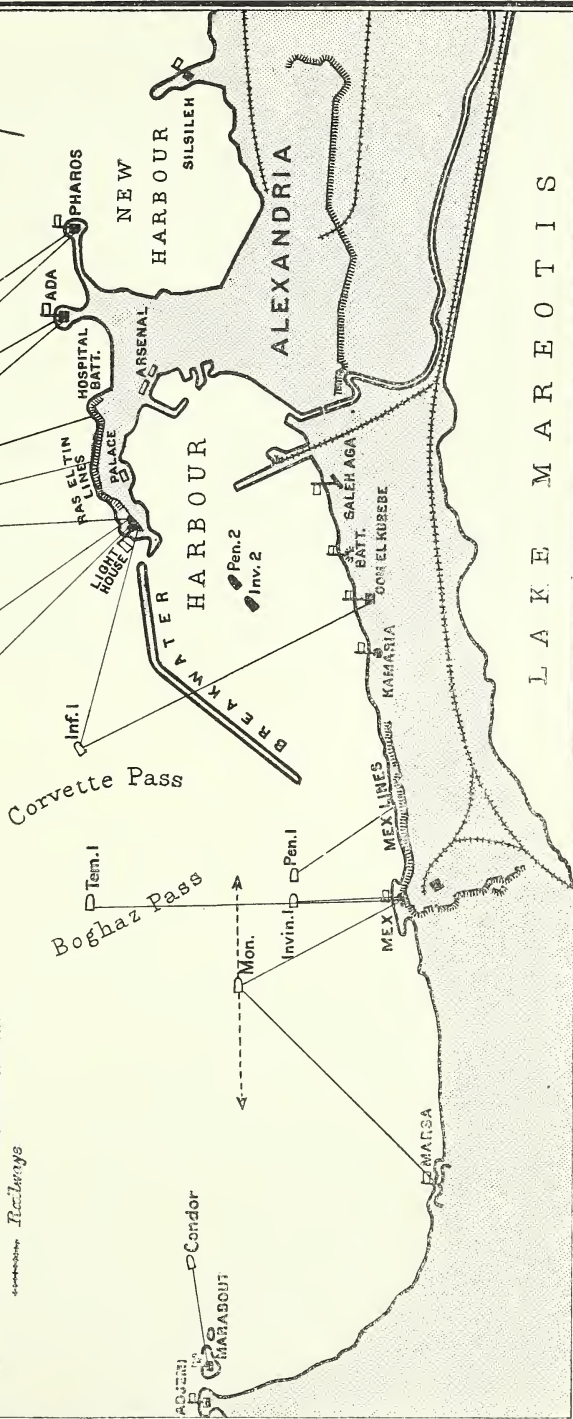 PHAROS
ADA
NEW
HARBOUR
SILSILEH
HOSPITAL
BATT.
ARSENAL
ALEXANDRIA
RAS EL TIN
LINES
PALACE
LIGHT
HOUSE
HARBOUR
Pen.2
Inv.2
SALEH AGA
BATT.
OOM EL KUBEBE
KAMARIA
BREAKWATER
Inf.1
Corvette Pass
Tem.1
Boghaz Pass
Pen.1
Invin.1
Mon.
MEX LINES
MEX
MARSA
LAKE MAREOTIS
Condor
MARABOUT
ADJEMI
Railways